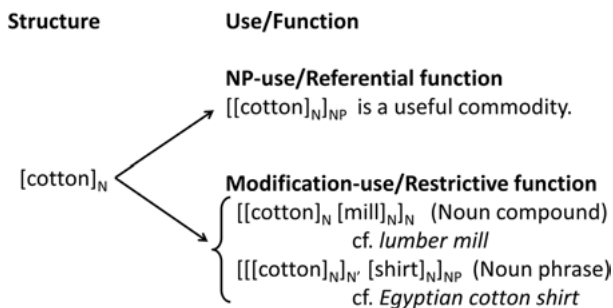 Structure Use/Function
NP-use/Referential function
[[cotton]N]NP is a useful commodity.
[cotton]N
Modification-use/Restrictive function
[[cotton]N [mill]N]N (Noun compound)
cf. lumber mill
[[[cotton]N]N' [shirt]N]NP (Noun phrase)
cf. Egyptian cotton shirt